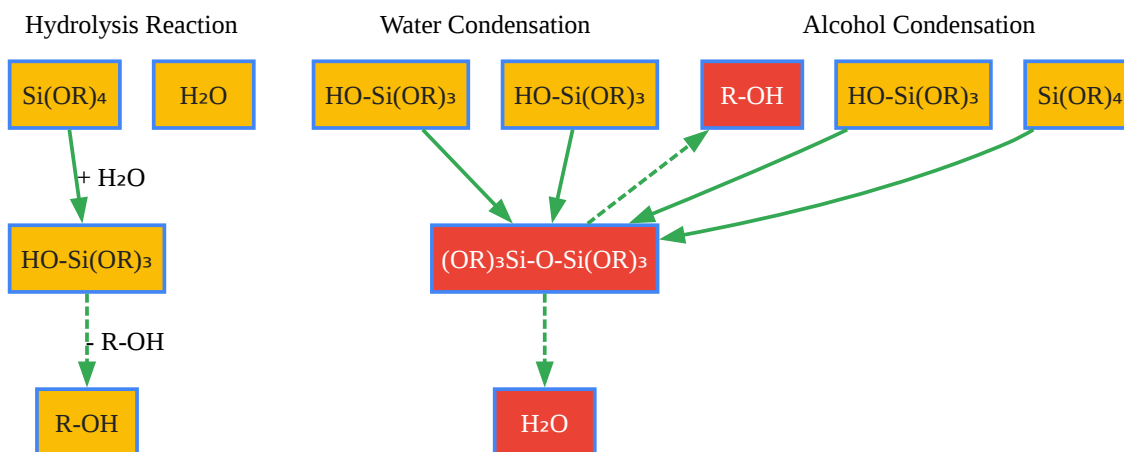 Hydrolysis Reaction
Water Condensation
Alcohol Condensation
Si(OR)₄
H₂O
HO-Si(OR)₃
HO-Si(OR)₃
R-OH
HO-Si(OR)₃
Si(OR)₄
+ H₂O
HO-Si(OR)₃
(OR)₃Si-O-Si(OR)₃
- R-OH
R-OH
H₂O